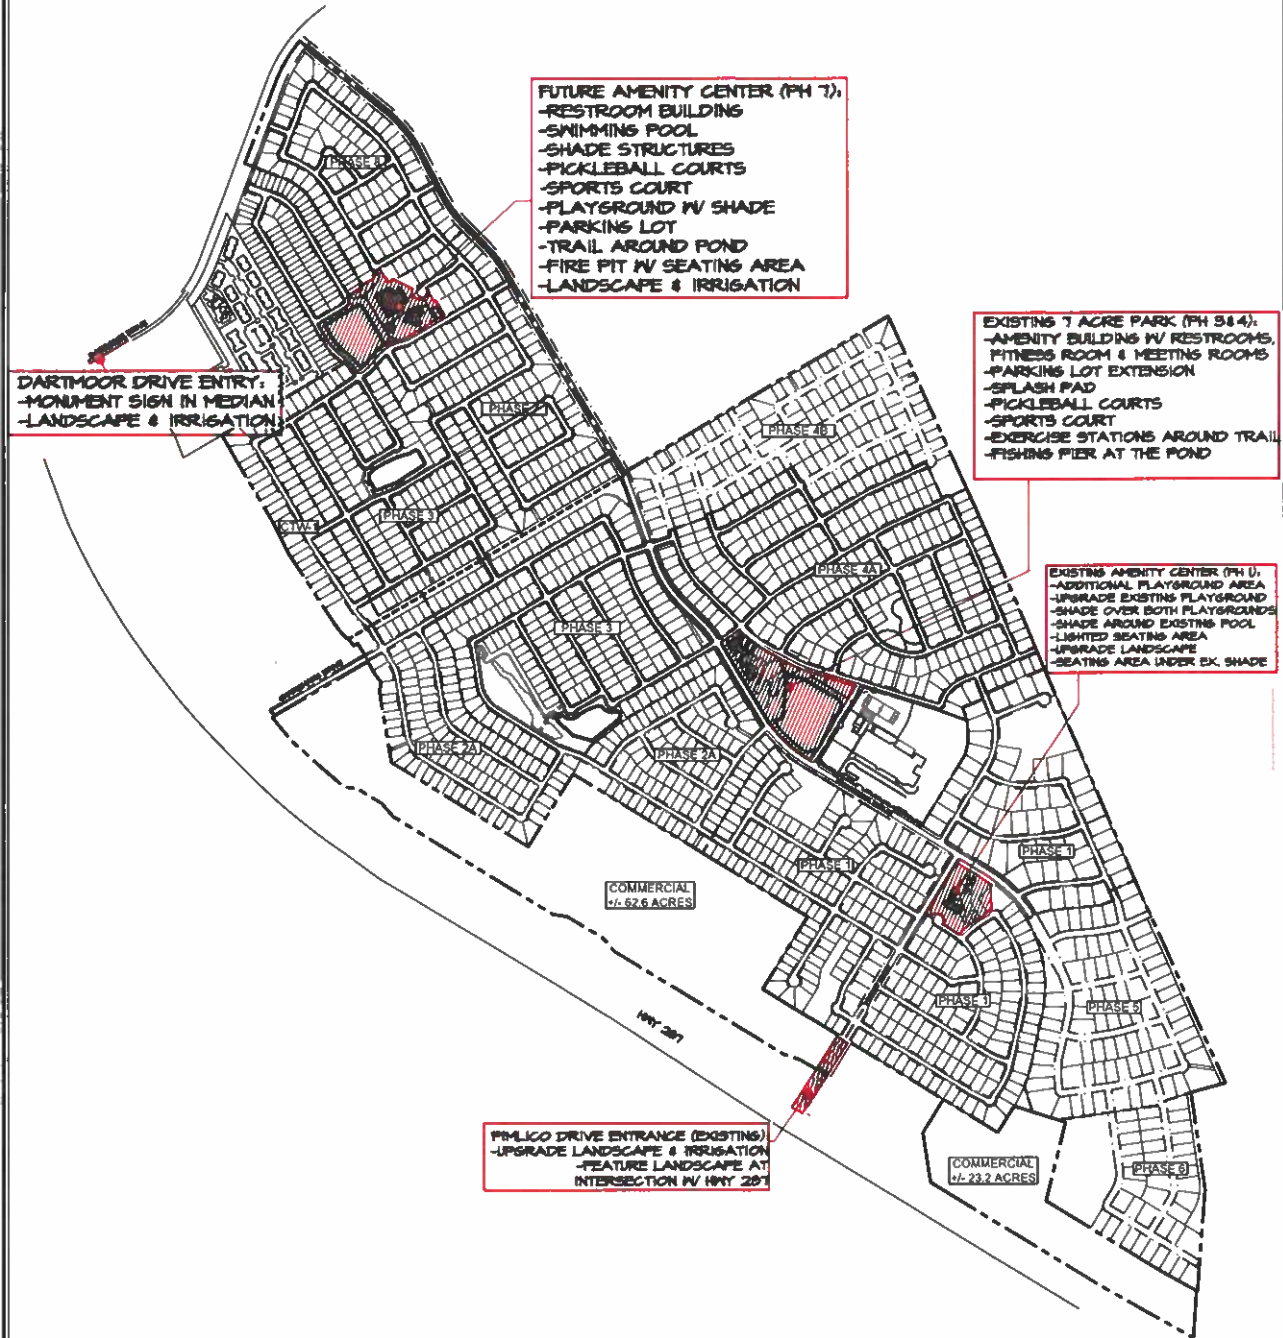 FUTURE AMENITY CENTER (PH 7):
-RESTROOM BUILDING
-SWIMMING POOL
-SHADE STRUCTURES
-PICKLEBALL COURTS
-SPORTS COURT
-PLAYGROUND W/ SHADE
-PARKING LOT
-TRAIL AROUND POND
-FIRE PIT W/ SEATING AREA
-LANDSCAPE & IRRIGATION
EXISTING 7 ACRE PARK (PH 3&4):
-AMENITY BUILDING W/ RESTROOMS,
FITNESS ROOM & MEETING ROOMS
-PARKING LOT EXTENSION
-SPLASH PAD
-PICKLEBALL COURTS
-SPORTS COURT
-EXERCISE STATIONS AROUND TRAIL
-FISHING PIER AT THE POND
DARTMOOR DRIVE ENTRY:
-MONUMENT SIGN IN MEDIAN
-LANDSCAPE & IRRIGATION
EXISTING AMENITY CENTER (PH 1):
-ADDITIONAL PLAYGROUND AREA
-UPGRADE EXISTING PLAYGROUND
-SHADE OVER BOTH PLAYGROUNDS
-SHADE AROUND EXISTING POOL
-LIGHTED SEATING AREA
-UPGRADE LANDSCAPE
-SEATING AREA UNDER EX. SHADE
PHASE 8
PHASE
PHASE 4B
PHASE 3
CTW-1
PHASE 4A
PHASE 3
PHASE 2A
PHASE 2A
PHASE 1
PHASE 1
COMMERCIAL
+/- 62.6 ACRES
PHASE 1
PHASE 5
HWY 287
PIMLICO DRIVE ENTRANCE (EXISTING)
-UPGRADE LANDSCAPE & IRRIGATION
-FEATURE LANDSCAPE AT
INTERSECTION W/ HWY 287
COMMERCIAL
+/- 23.2 ACRES
PHASE 6